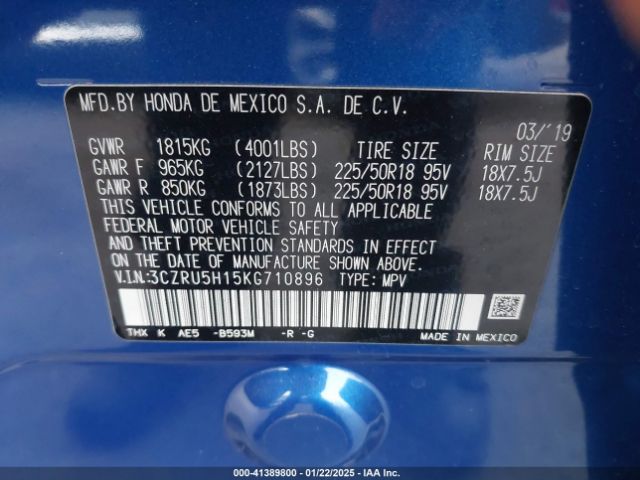 MFD.BY HONDA DE MEXICO S.A. DE C.V.
03/'19
GVWR 1815KG (4001LBS) TIRE SIZE RIM SIZE
GAWR F 965KG (2127LBS) 225/50R18 95V 18X7.5J
GAWR R 850KG (1873LBS) 225/50R18 95V 18X7.5J
THIS VEHICLE CONFORMS TO ALL APPLICABLE
FEDERAL MOTOR VEHICLE SAFETY
AND THEFT PREVENTION STANDARDS IN EFFECT
ON THE DATE OF MANUFACTURE SHOWN ABOVE.
V.I.N.:3CZRU5H15KG710896 TYPE: MPV
THX K AE5 -B593M -R -G MADE IN MEXICO
000-41389800 - 01/22/2025 - IAA Inc.